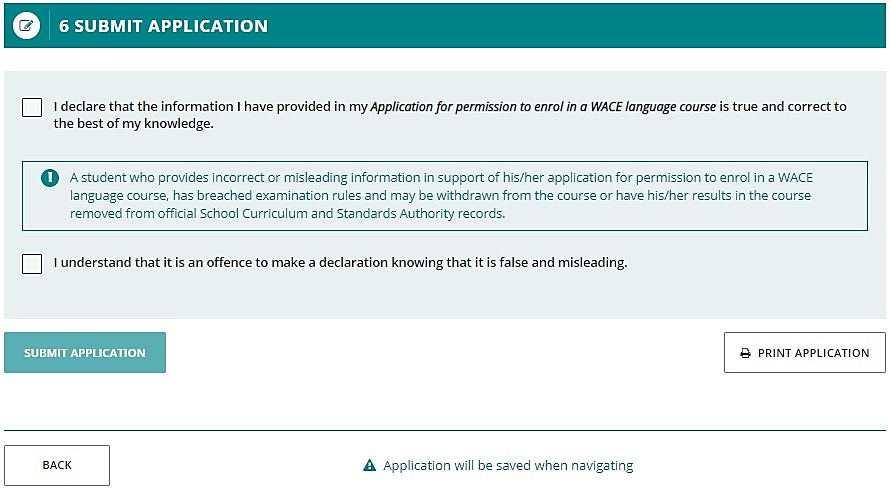 6 SUBMIT APPLICATION
I declare that the information I have provided in my Application for permission to enrol in a WACE language course is true and correct to
the best of my knowledge.
A student who provides incorrect or misleading information in support of his/her application for permission to enrol in a WACE
language course, has breached examination rules and may be withdrawn from the course or have his/her results in the course
removed from official School Curriculum and Standards Authority records.
I understand that it is an offence to make a declaration knowing that it is false and misleading.
SUBMIT APPLICATION
PRINT APPLICATION
BACK
Application will be saved when navigating